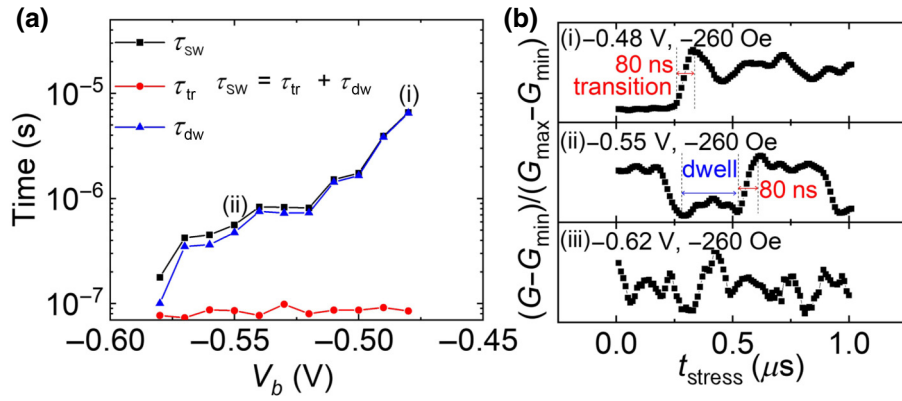 (a)
τsw
τtr τsw = τtr + τdw
τdw
(i)
(ii)
10⁻⁵
10⁻⁶
10⁻⁷
Time (s)
−0.60 −0.55 −0.50 −0.45
Vb (V)
(b)
(i)−0.48 V, −260 Oe
80 ns
transition
(ii)−0.55 V, −260 Oe
dwell
80 ns
(iii)−0.62 V, −260 Oe
(G−Gmin)/(Gmax−Gmin)
0.0 0.5 1.0
tstress (μs)